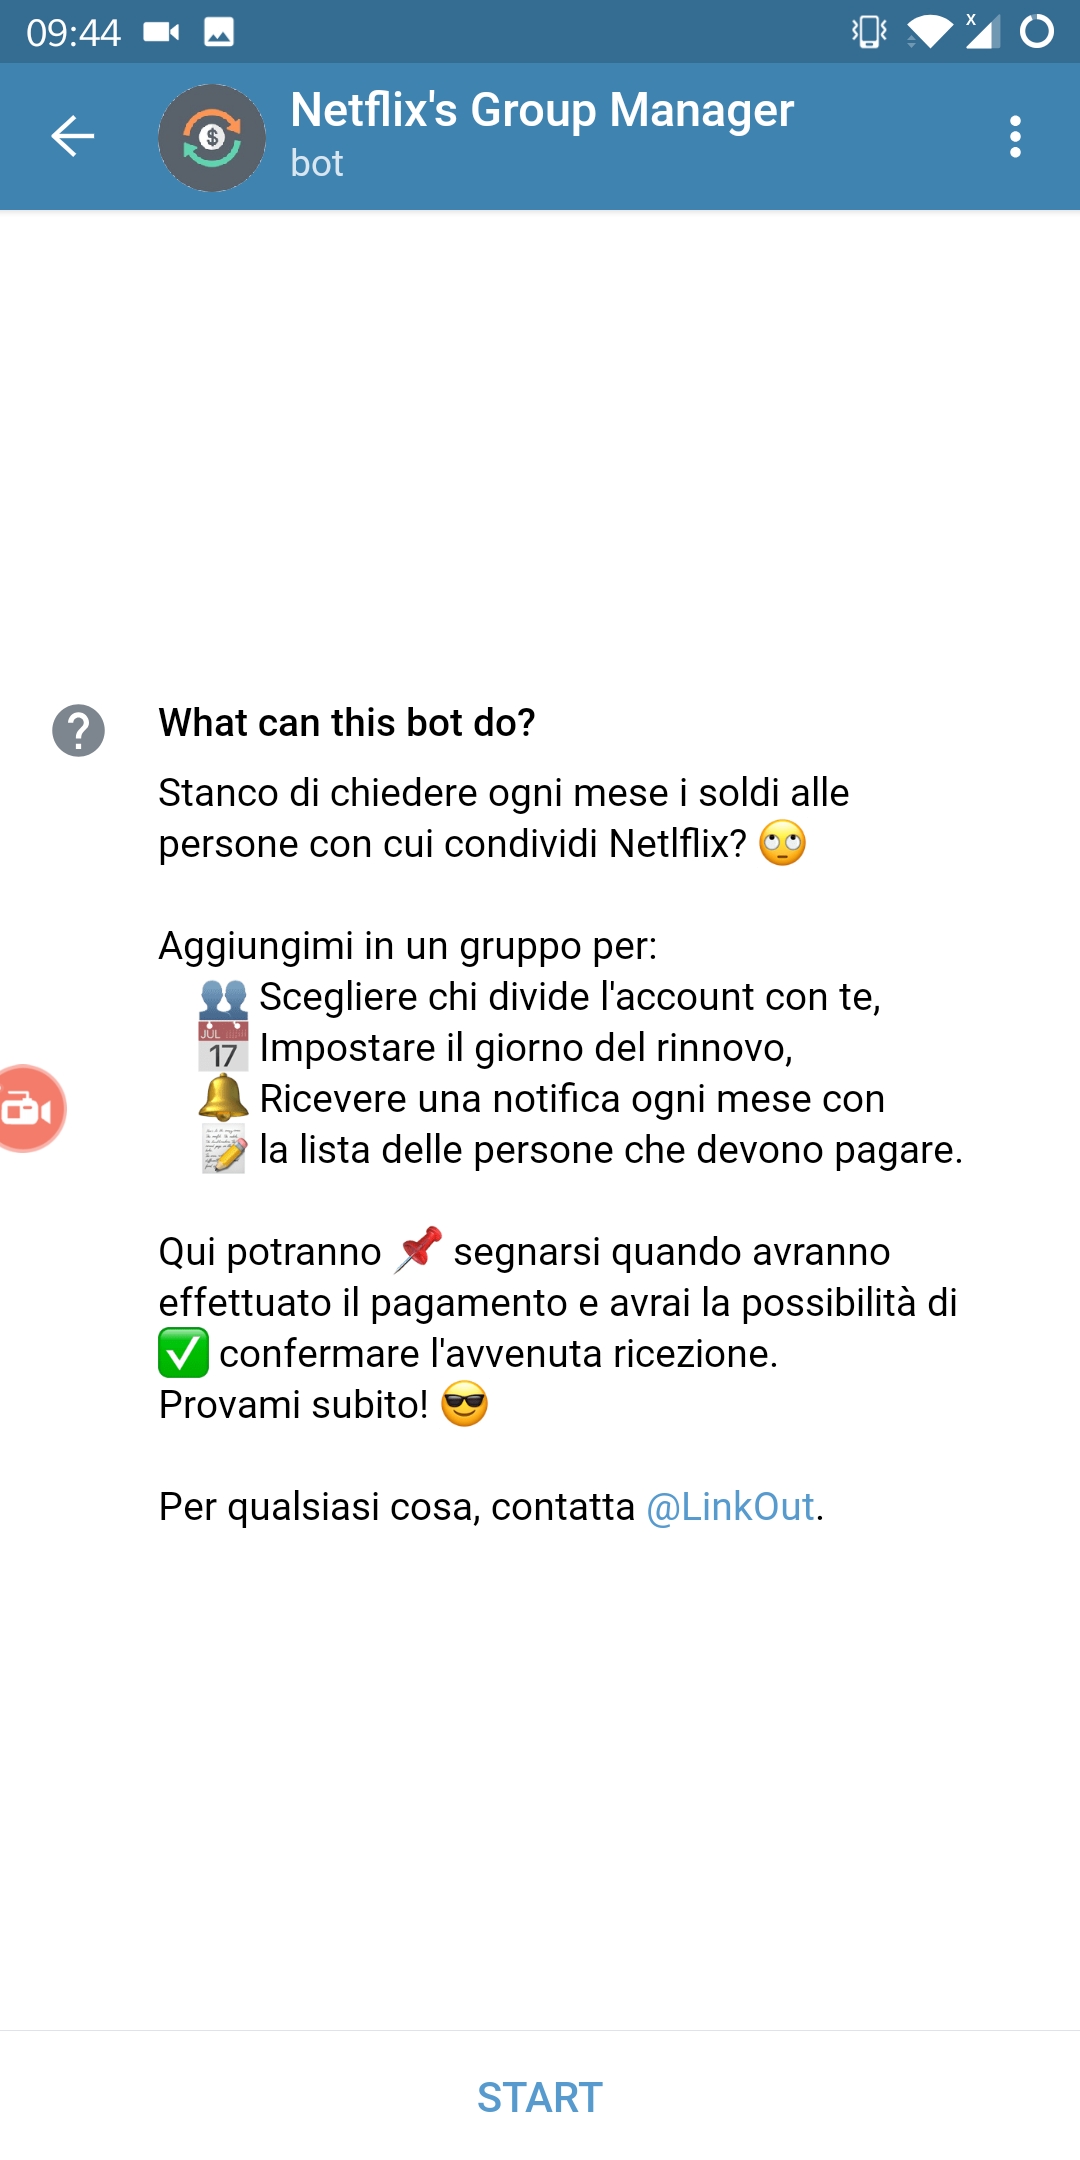 09:44
Netflix's Group Manager
bot
What can this bot do?
Stanco di chiedere ogni mese i soldi alle
persone con cui condividi Netlflix? 🙄
Aggiungimi in un gruppo per:
👥 Scegliere chi divide l'account con te,
📅 Impostare il giorno del rinnovo,
🔔 Ricevere una notifica ogni mese con
📝 la lista delle persone che devono pagare.
Qui potranno 📌 segnarsi quando avranno
effettuato il pagamento e avrai la possibilità di
✅ confermare l'avvenuta ricezione.
Provami subito! 😎
Per qualsiasi cosa, contatta @LinkOut.
START